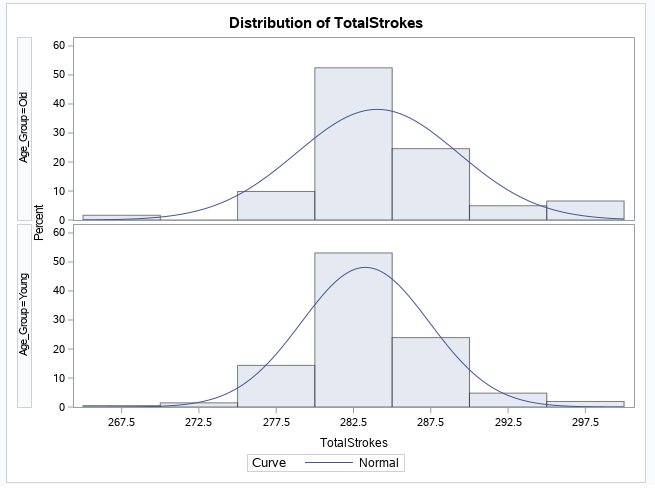 Distribution of TotalStrokes
Age_Group=Old
60
50
40
30
20
10
0
Percent
Age_Group=Young
60
50
40
30
20
10
0
267.5 272.5 277.5 282.5 287.5 292.5 297.5
TotalStrokes
Curve Normal